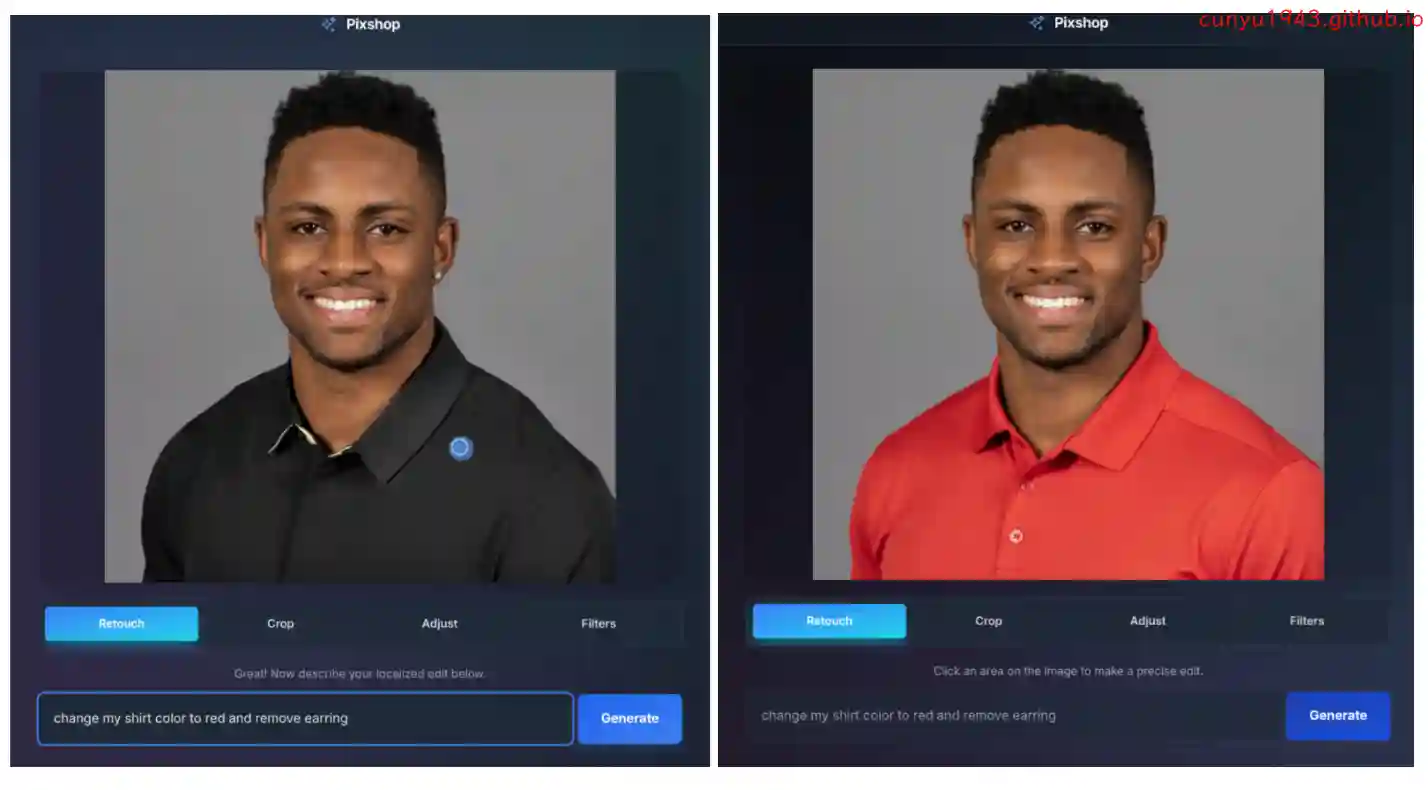 Pixshop
Retouch Crop Adjust Filters
Great! Now describe your localized edit below.
change my shirt color to red and remove earring
Generate
Pixshop
cunyu1943.github.io
Retouch Crop Adjust Filters
Click an area on the image to make a precise edit.
change my shirt color to red and remove earring
Generate